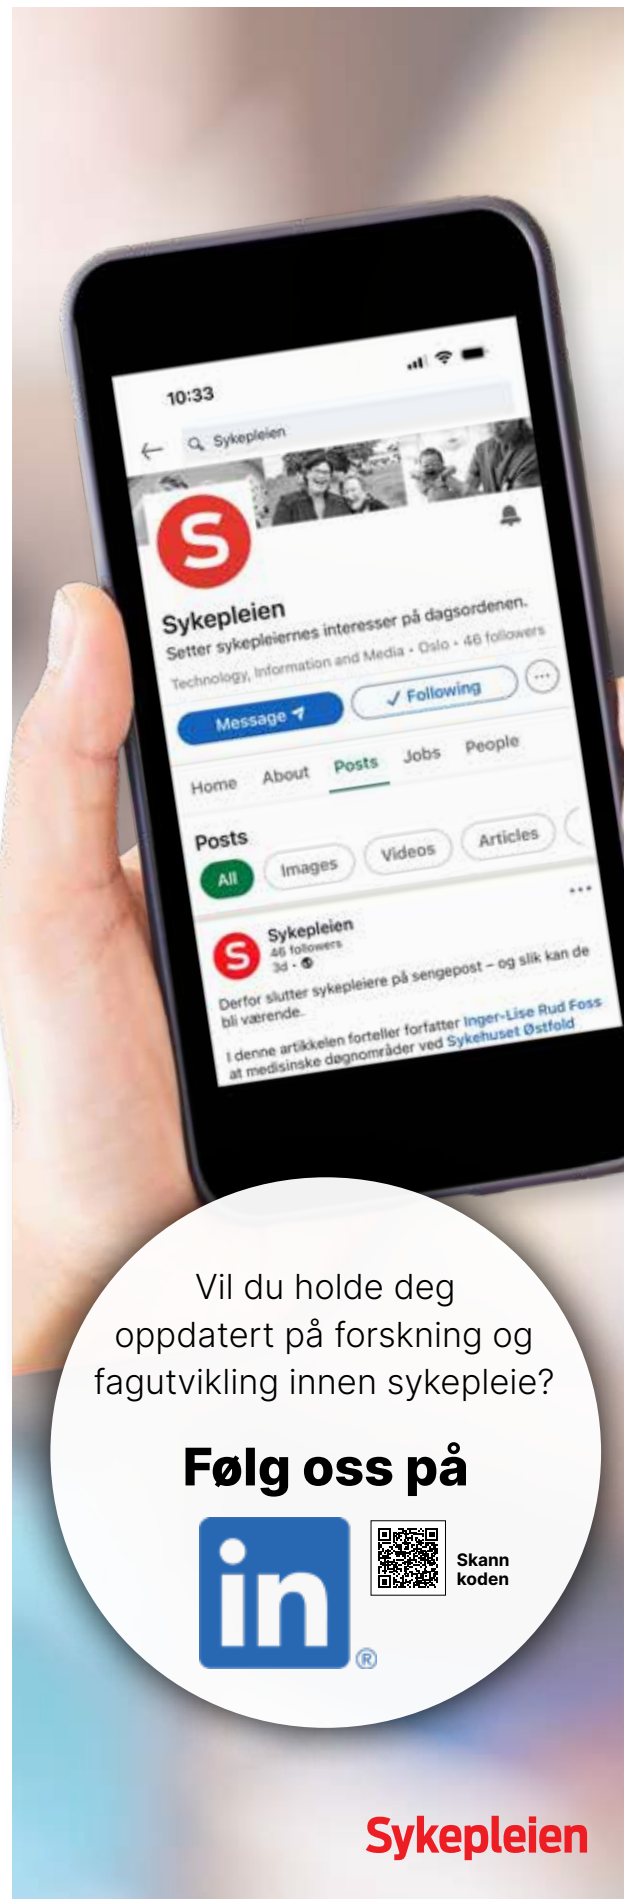 10:33
Sykepleien
S
Sykepleien
Setter sykepleiernes interesser på dagsordenen.
Technology, Information and Media • Oslo • 46 followers
Message
✓ Following
Home About Posts Jobs People
Posts
All Images Videos Articles
S
Sykepleien
46 followers
3d •
Derfor slutter sykepleiere på sengepost – og slik kan de
bli værende.
I denne artikkelen forteller forfatter Inger-Lise Rud Foss
at medisinske døgnområder ved Sykehuset Østfold
Vil du holde deg
oppdatert på forskning og
fagutvikling innen sykepleie?
Følg oss på
in®
Skann
koden
Sykepleien